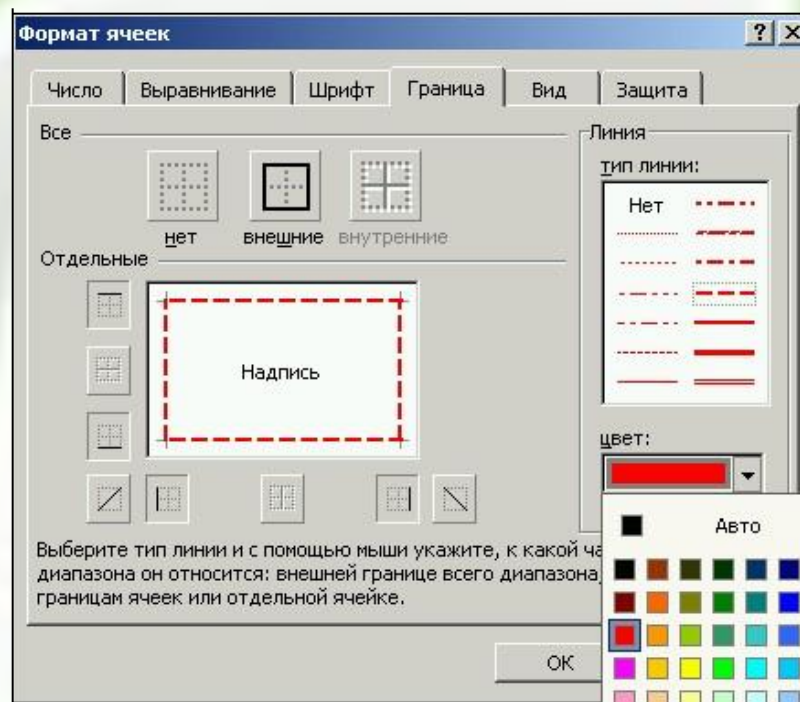 Формат ячеек
Число Выравнивание Шрифт Граница Вид Защита
Все
нет внешние внутренние
Отдельные
Надпись
Линия
тип линии:
Нет
цвет:
Авто
Выберите тип линии и с помощью мыши укажите, к какой
диапазона он относится: внешней границе всего диапазона,
границам ячеек или отдельной ячейке.
ОК